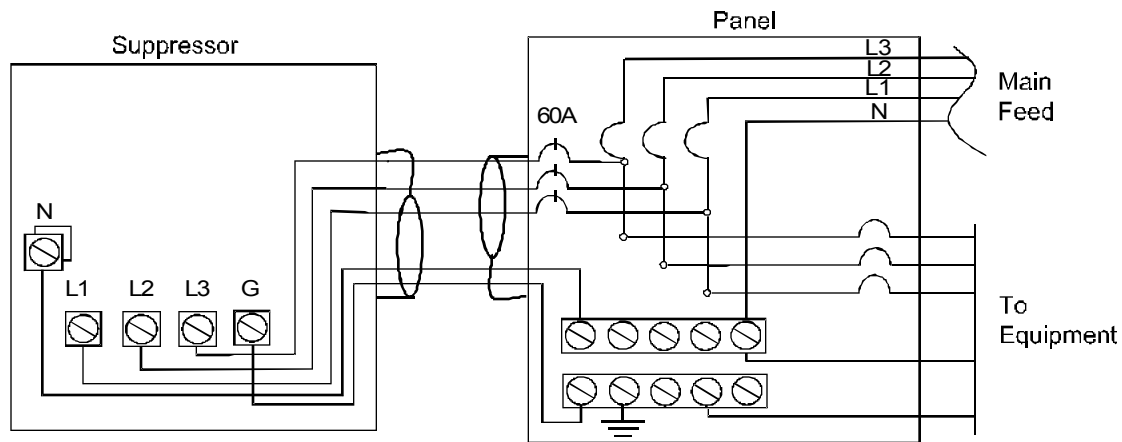 Suppressor
Panel
L3
L2
L1
N
Main
Feed
60A
N
L1 L2 L3 G
To
Equipment